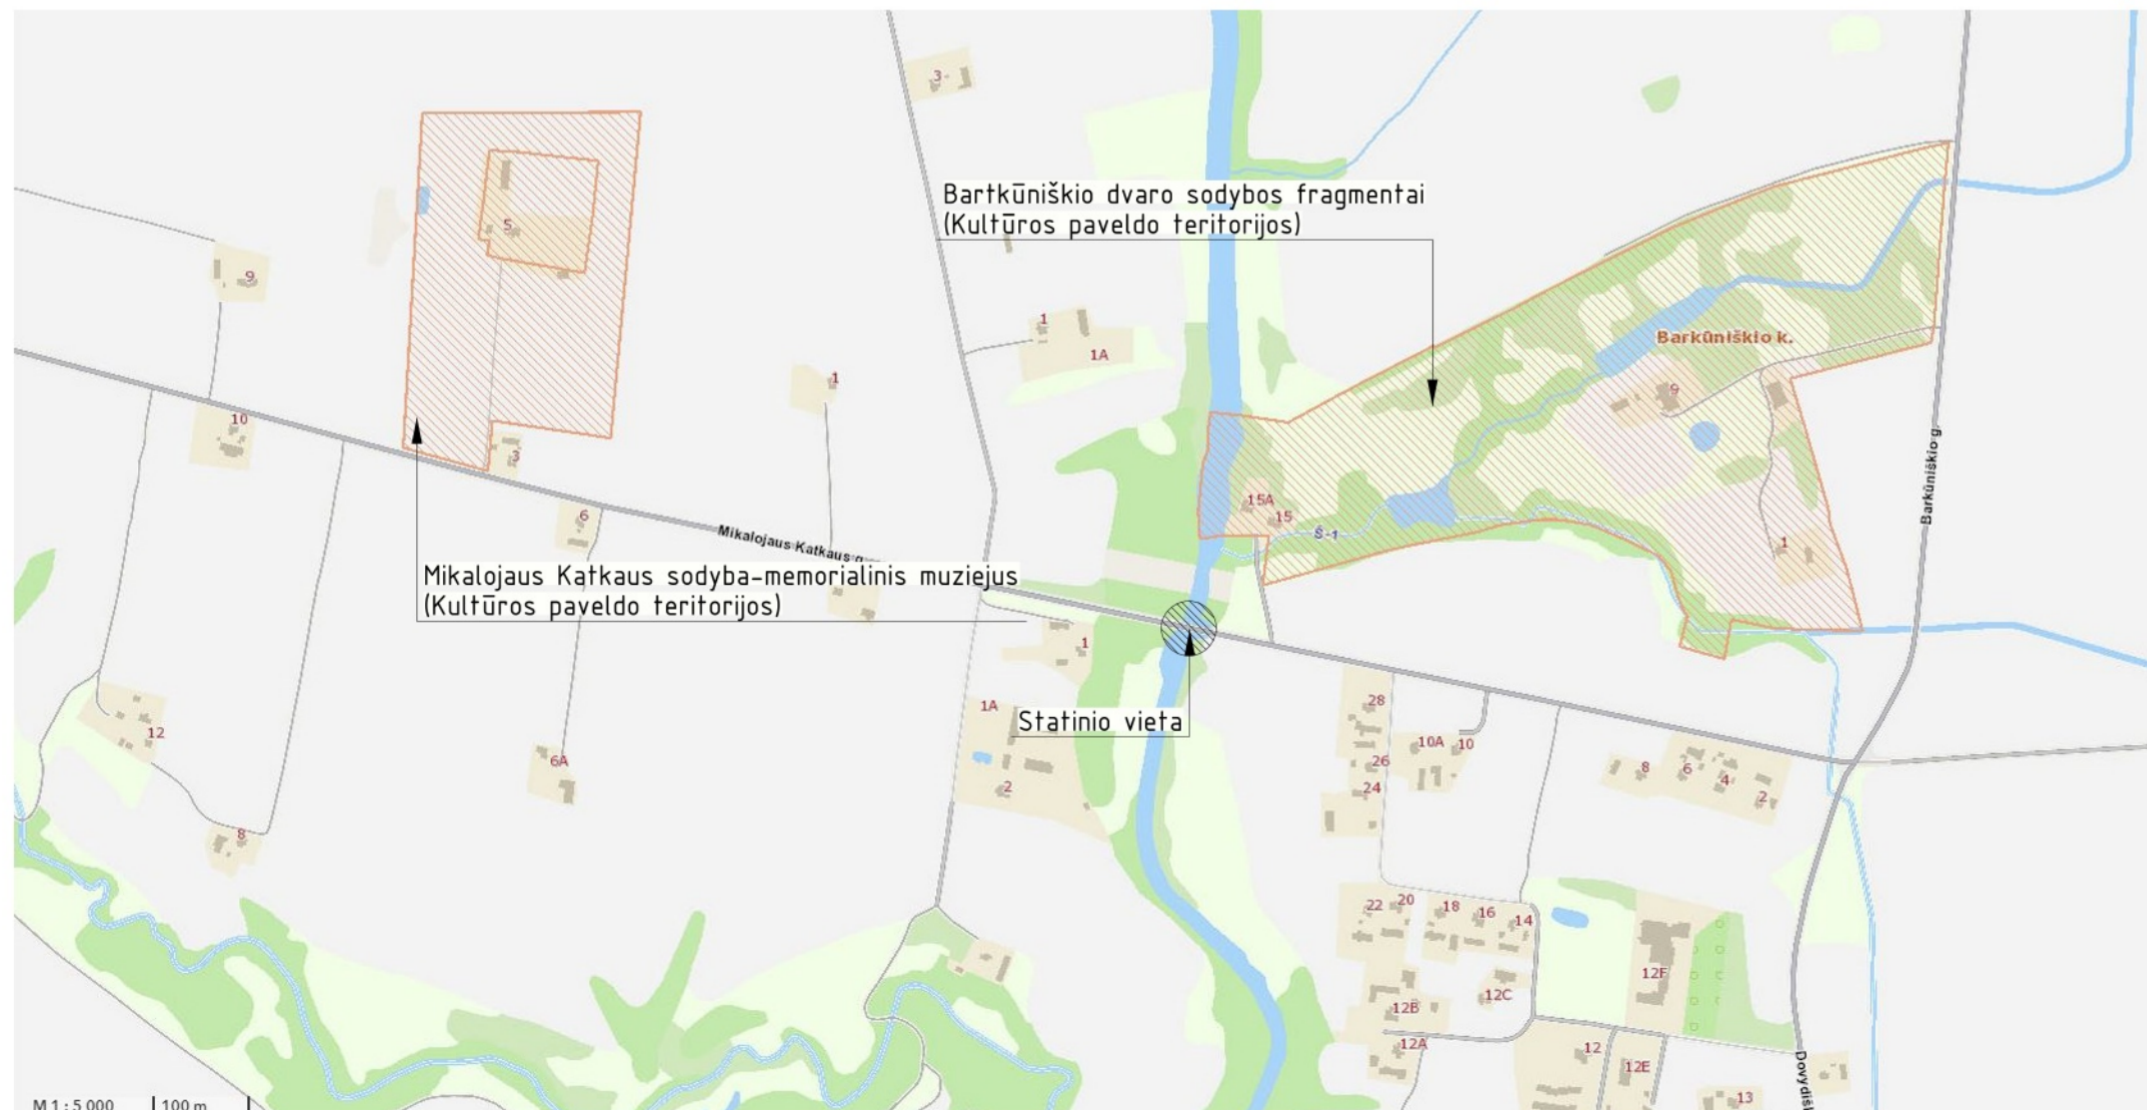 3
Bartkūniškio dvaro sodybos fragmentai
(Kultūros paveldo teritorijos)
5
9
1
1A
Barkūniškio k.
1
9
10
3
Barkūniškio g.
15A
15
6
Š-1
Mikalojaus Katkaus g.
1
Mikalojaus Katkaus sodyba-memorialinis muziejus
(Kultūros paveldo teritorijos)
1
28
1A
Statinio vieta
12
10A
10
6A
26
8
6
4
2
24
2
8
22
20
18
16
14
12F
12C
12B
12A
12
12E
Dovydiš
13
M 1 : 5 000
100 m